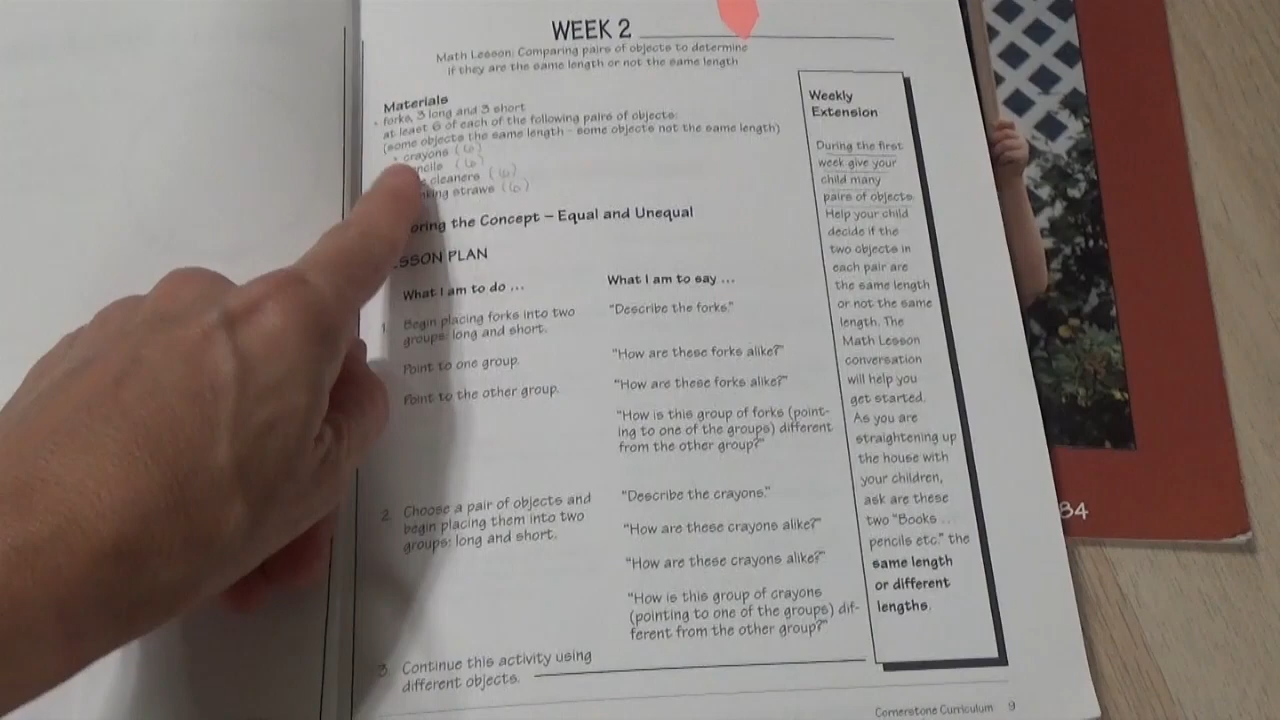 WEEK 2
Math Lesson: Comparing pairs of objects to determine
if they are the same length or not the same length
Materials
• forks, 3 long and 3 short
at least 6 of each of the following pairs of objects:
(some objects the same length - some objects not the same length)
• crayons (6)
ncils (6)
e cleaners (6)
nking straws (6)
oring the Concept – Equal and Unequal
SSON PLAN
What I am to do ...
What I am to say ...
1. Begin placing forks into two
groups: long and short.
"Describe the forks."
Point to one group.
"How are these forks alike?"
Point to the other group.
"How are these forks alike?"
"How is this group of forks (point-
ing to one of the groups) different
from the other group?"
2. Choose a pair of objects and
begin placing them into two
groups: long and short.
"Describe the crayons."
"How are these crayons alike?"
"How are these crayons alike?"
"How is this group of crayons
(pointing to one of the groups) dif-
ferent from the other group?"
3. Continue this activity using
different objects.
Weekly
Extension
During the first
week give your
child many
pairs of objects.
Help your child
decide if the
two objects in
each pair are
the same length
or not the same
length. The
Math Lesson
conversation
will help you
get started.
As you are
straightening up
the house with
your children,
ask are these
two "Books ...
pencils etc." the
same length
or different
lengths.
Cornerstone Curriculum 9
84